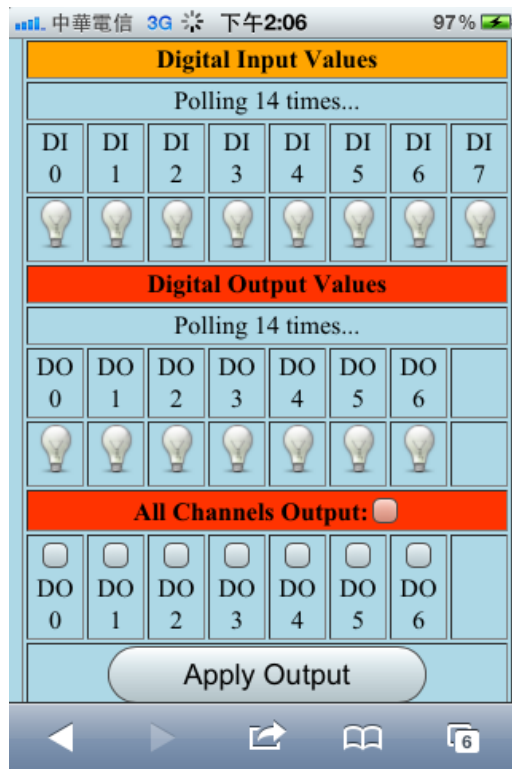 中華電信 3G 下午2:06 97%
Digital Input Values
Polling 14 times...
DI DI DI DI DI DI DI DI
0 1 2 3 4 5 6 7
Digital Output Values
Polling 14 times...
DO DO DO DO DO DO DO
0 1 2 3 4 5 6
All Channels Output:
DO DO DO DO DO DO DO
0 1 2 3 4 5 6
Apply Output
6